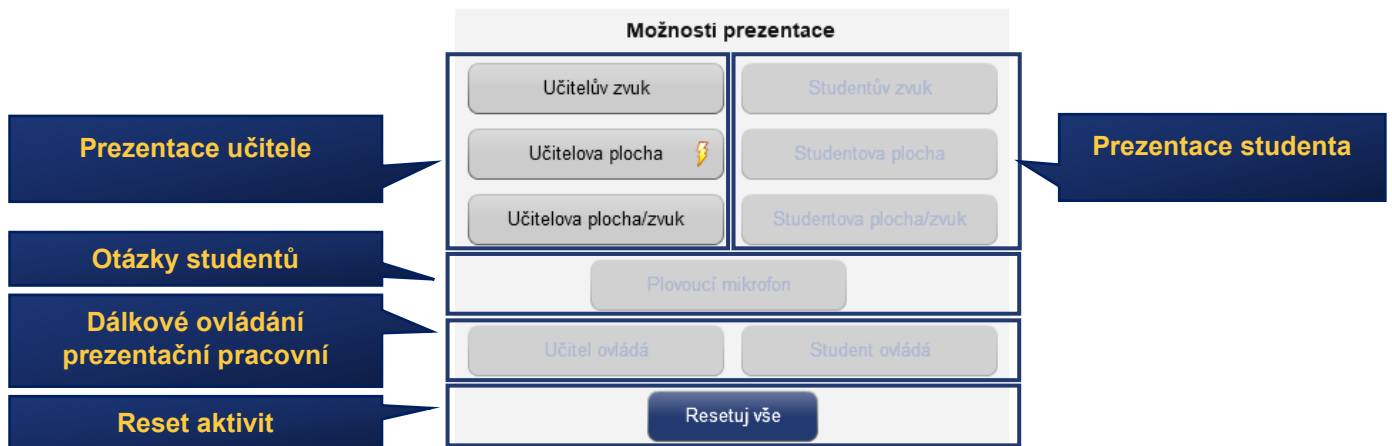 Možnosti prezentace
Učitelův zvuk
Studentův zvuk
Prezentace učitele
Učitelova plocha
Studentova plocha
Prezentace studenta
Učitelova plocha/zvuk
Studentova plocha/zvuk
Otázky studentů
Plovoucí mikrofon
Dálkové ovládání
prezentační pracovní
Učitel ovládá
Student ovládá
Reset aktivit
Resetuj vše